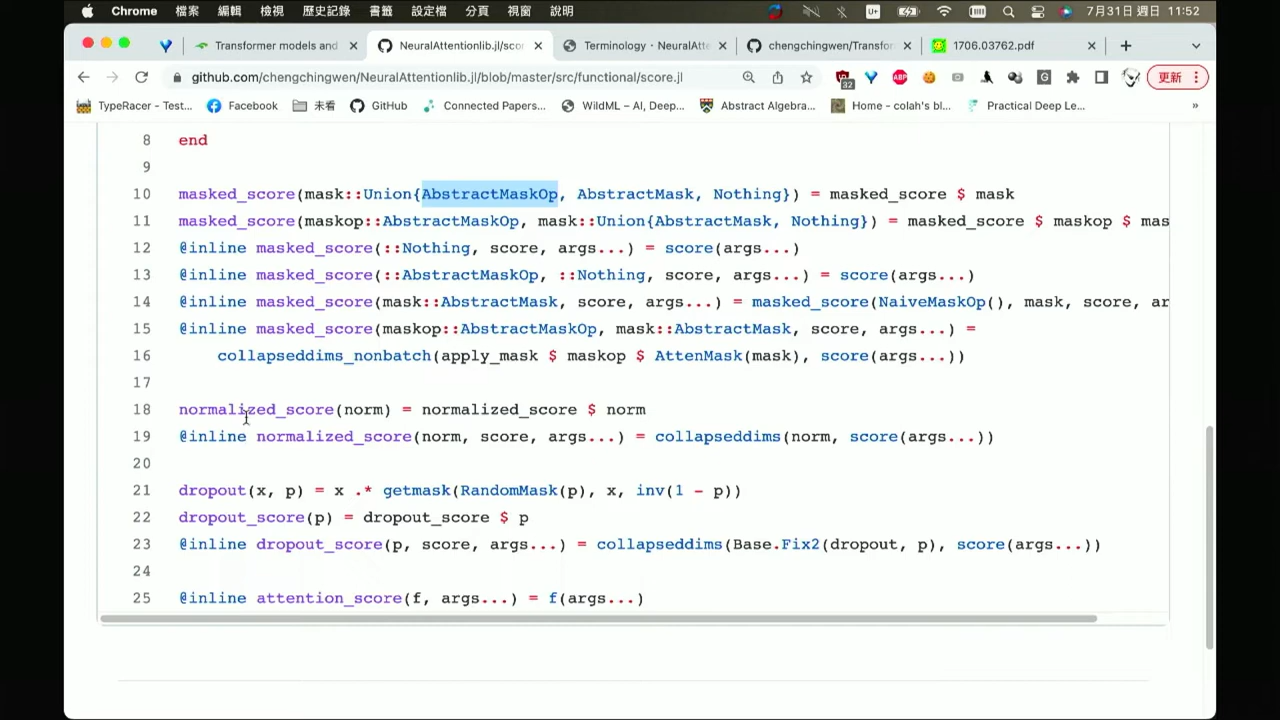 Chrome 檔案 編輯 檢視 歷史記錄 書籤 設定檔 分頁 視窗 說明 U+ 7月31日 週日 11:52
Transformer models and NeuralAttentionlib.jl/scor Terminology · NeuralAtte chengchingwen/Transfor 1706.03762.pdf
github.com/chengchingwen/NeuralAttentionlib.jl/blob/master/src/functional/score.jl 32 ABP G 更新
TypeRacer - Test... Facebook 未看 GitHub Connected Papers... WildML – AI, Deep... Abstract Algebra... Home - colah's bl... Practical Deep Le... »
8 end
9
10 masked_score(mask::Union{AbstractMaskOp, AbstractMask, Nothing}) = masked_score $ mask
11 masked_score(maskop::AbstractMaskOp, mask::Union{AbstractMask, Nothing}) = masked_score $ maskop $ mas
12 @inline masked_score(::Nothing, score, args...) = score(args...)
13 @inline masked_score(::AbstractMaskOp, ::Nothing, score, args...) = score(args...)
14 @inline masked_score(mask::AbstractMask, score, args...) = masked_score(NaiveMaskOp(), mask, score, ar
15 @inline masked_score(maskop::AbstractMaskOp, mask::AbstractMask, score, args...) =
16 collapseddims_nonbatch(apply_mask $ maskop $ AttenMask(mask), score(args...))
17
18 normalized_score(norm) = normalized_score $ norm
19 @inline normalized_score(norm, score, args...) = collapseddims(norm, score(args...))
20
21 dropout(x, p) = x .* getmask(RandomMask(p), x, inv(1 - p))
22 dropout_score(p) = dropout_score $ p
23 @inline dropout_score(p, score, args...) = collapseddims(Base.Fix2(dropout, p), score(args...))
24
25 @inline attention_score(f, args...) = f(args...)